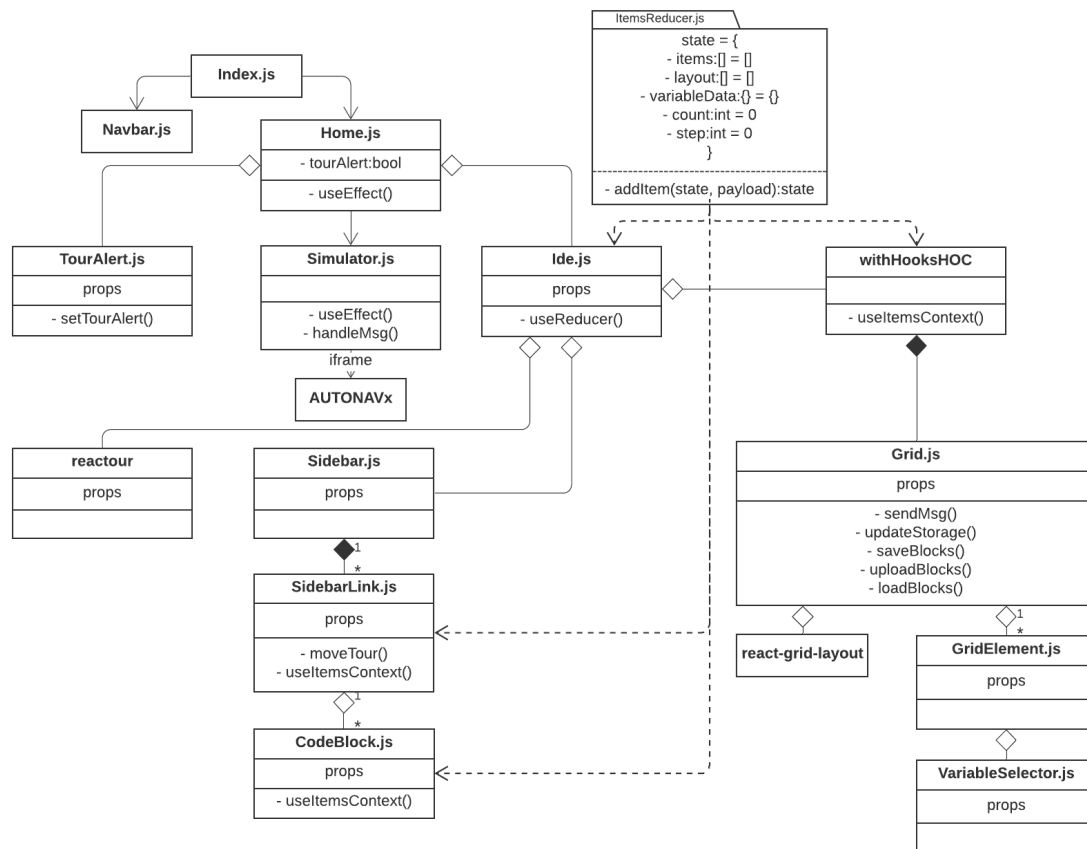 ItemsReducer.js
state = {
- items:[] = []
- layout:[] = []
- variableData:{} = {}
- count:int = 0
- step:int = 0
}
- addItem(state, payload):state
Index.js
Navbar.js
Home.js
- tourAlert:bool
- useEffect()
TourAlert.js
props
- setTourAlert()
Simulator.js
- useEffect()
- handleMsg()
iframe
AUTONAVx
Ide.js
props
- useReducer()
withHooksHOC
- useItemsContext()
reactour
props
Sidebar.js
props
1
*
SidebarLink.js
props
- moveTour()
- useItemsContext()
1
*
CodeBlock.js
props
- useItemsContext()
Grid.js
props
- sendMsg()
- updateStorage()
- saveBlocks()
- uploadBlocks()
- loadBlocks()
react-grid-layout
1
*
GridElement.js
props
VariableSelector.js
props